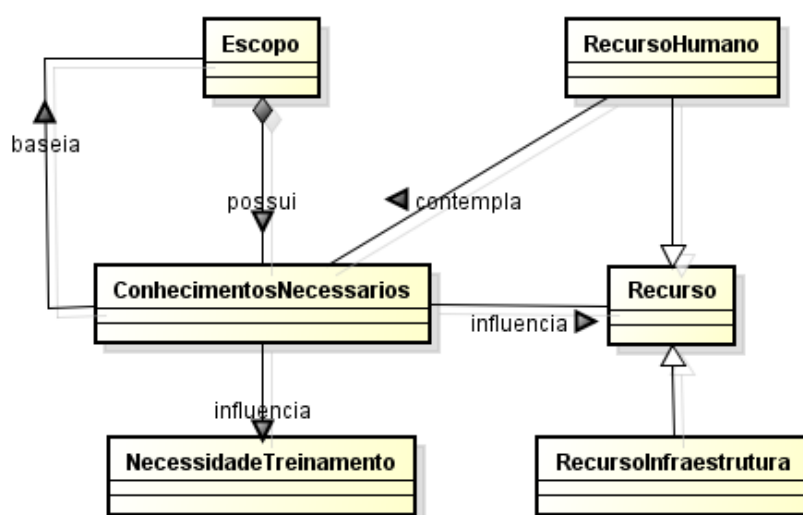 Escopo
RecursoHumano
baseia
possui
contempla
ConhecimentosNecessarios
Recurso
influencia
influencia
NecessidadeTreinamento
RecursoInfraestrutura